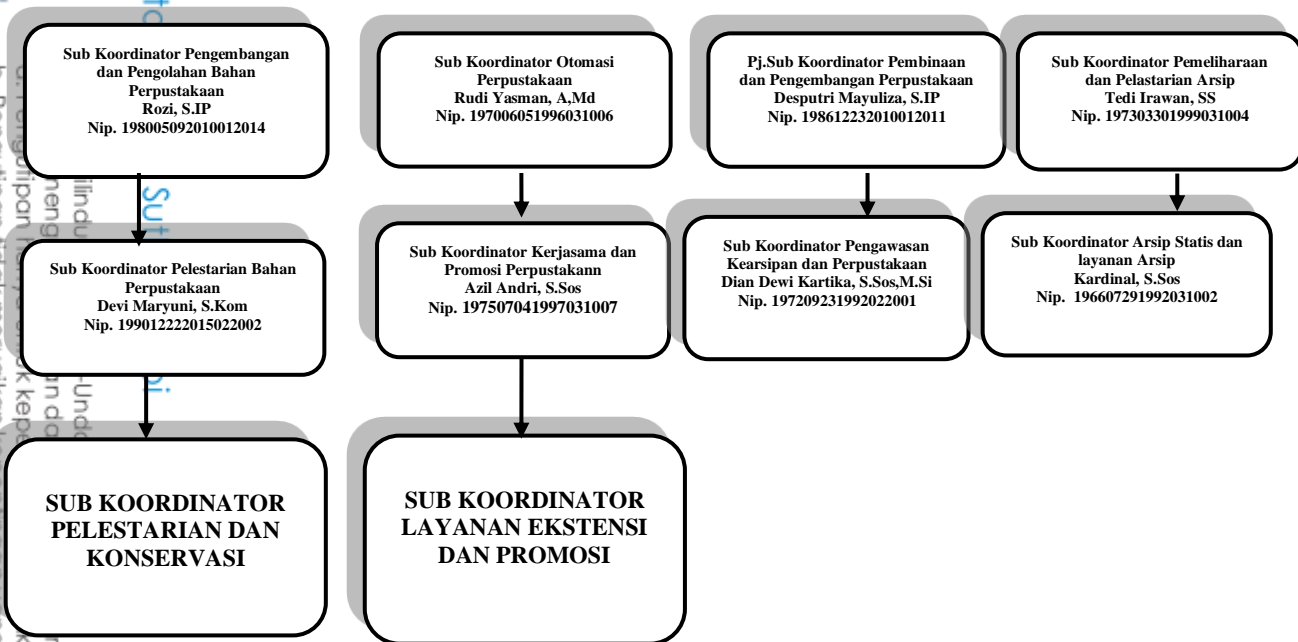 Sub Koordinator Pengembangan
dan Pengolahan Bahan
Perpustakaan
Rozi, S.IP
Nip. 198005092010012014
Sub Koordinator Otomasi
Perpustakaan
Rudi Yasman, A,Md
Nip. 197006051996031006
Pj.Sub Koordinator Pembinaan
dan Pengembangan Perpustakaan
Desputri Mayuliza, S.IP
Nip. 198612232010012011
Sub Koordinator Pemeliharaan
dan Pelastarian Arsip
Tedi Irawan, SS
Nip. 197303301999031004
Sub Koordinator Pelestarian Bahan
Perpustakaan
Devi Maryuni, S.Kom
Nip. 199012222015022002
Sub Koordinator Kerjasama dan
Promosi Perpustakann
Azil Andri, S.Sos
Nip. 197507041997031007
Sub Koordinator Pengawasan
Kearsipan dan Perpustakaan
Dian Dewi Kartika, S.Sos,M.Si
Nip. 197209231992022001
Sub Koordinator Arsip Statis dan
layanan Arsip
Kardinal, S.Sos
Nip. 196607291992031002
SUB KOORDINATOR
PELESTARIAN DAN
KONSERVASI
SUB KOORDINATOR
LAYANAN EKSTENSI
DAN PROMOSI